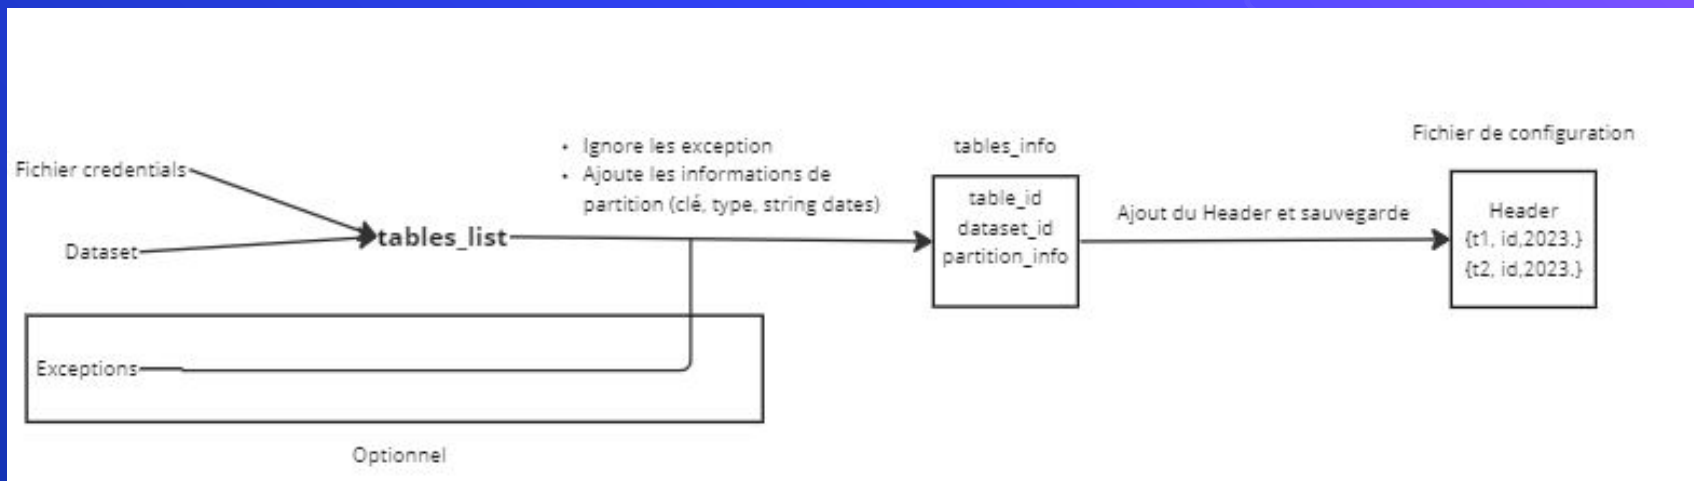 Fichier credentials
Dataset
tables_list
• Ignore les exception
• Ajoute les informations de
partition (clé, type, string dates)
Exceptions
Optionnel
tables_info
table_id
dataset_id
partition_info
Ajout du Header et sauvegarde
Fichier de configuration
Header
{t1, id,2023.}
{t2, id,2023.}